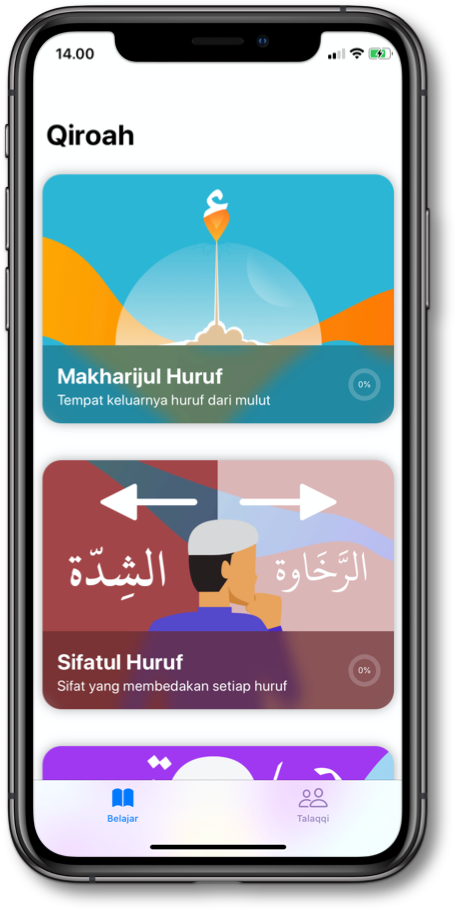 14.00
Qiroah
ع
Makharijul Huruf
Tempat keluarnya huruf dari mulut
0%
الشِدّة
الرَّخَاوة
Sifatul Huruf
Sifat yang membedakan setiap huruf
0%
Belajar
Talaqqi